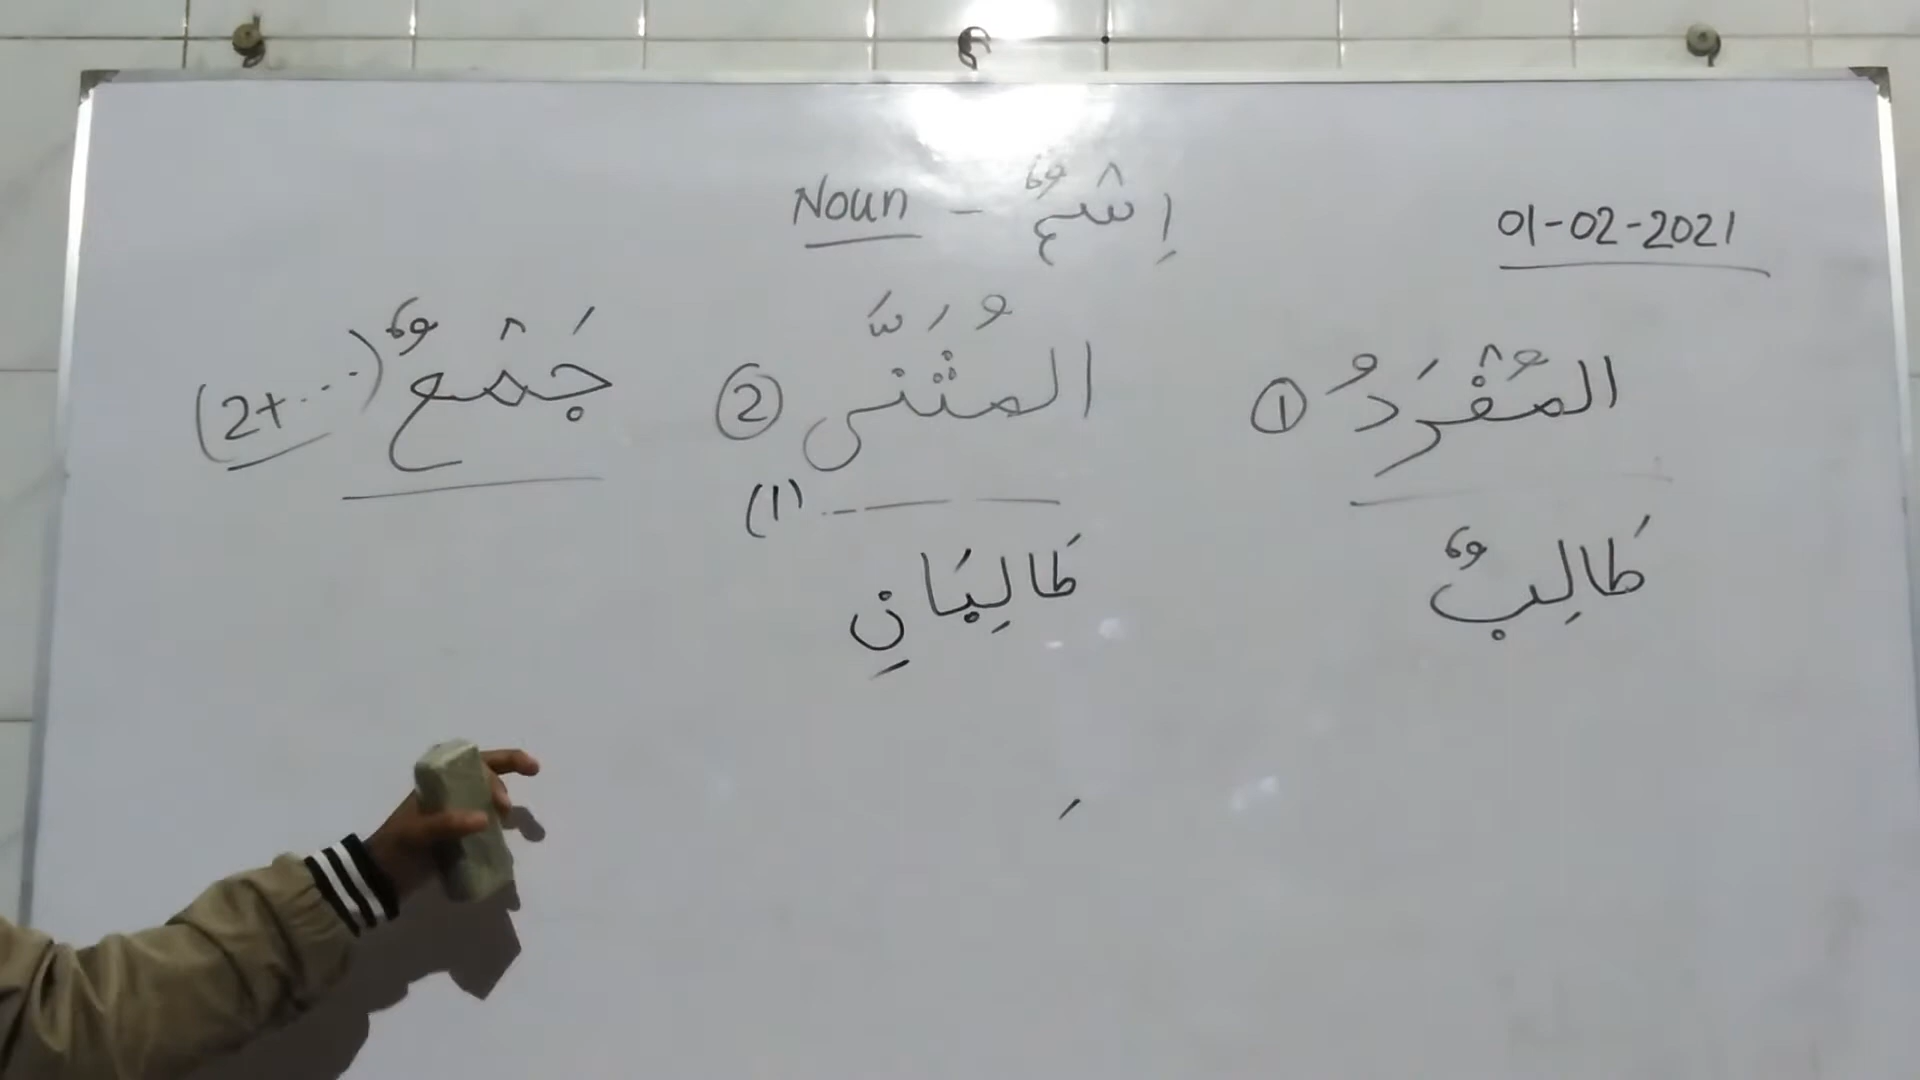 Noun - اِسْمٌ
01-02-2021
المُفْرَدُ ①
المُثَنَّى ②
جَمْعٌ (2+...)
(1)
طَالِبٌ
طَالِبَانِ